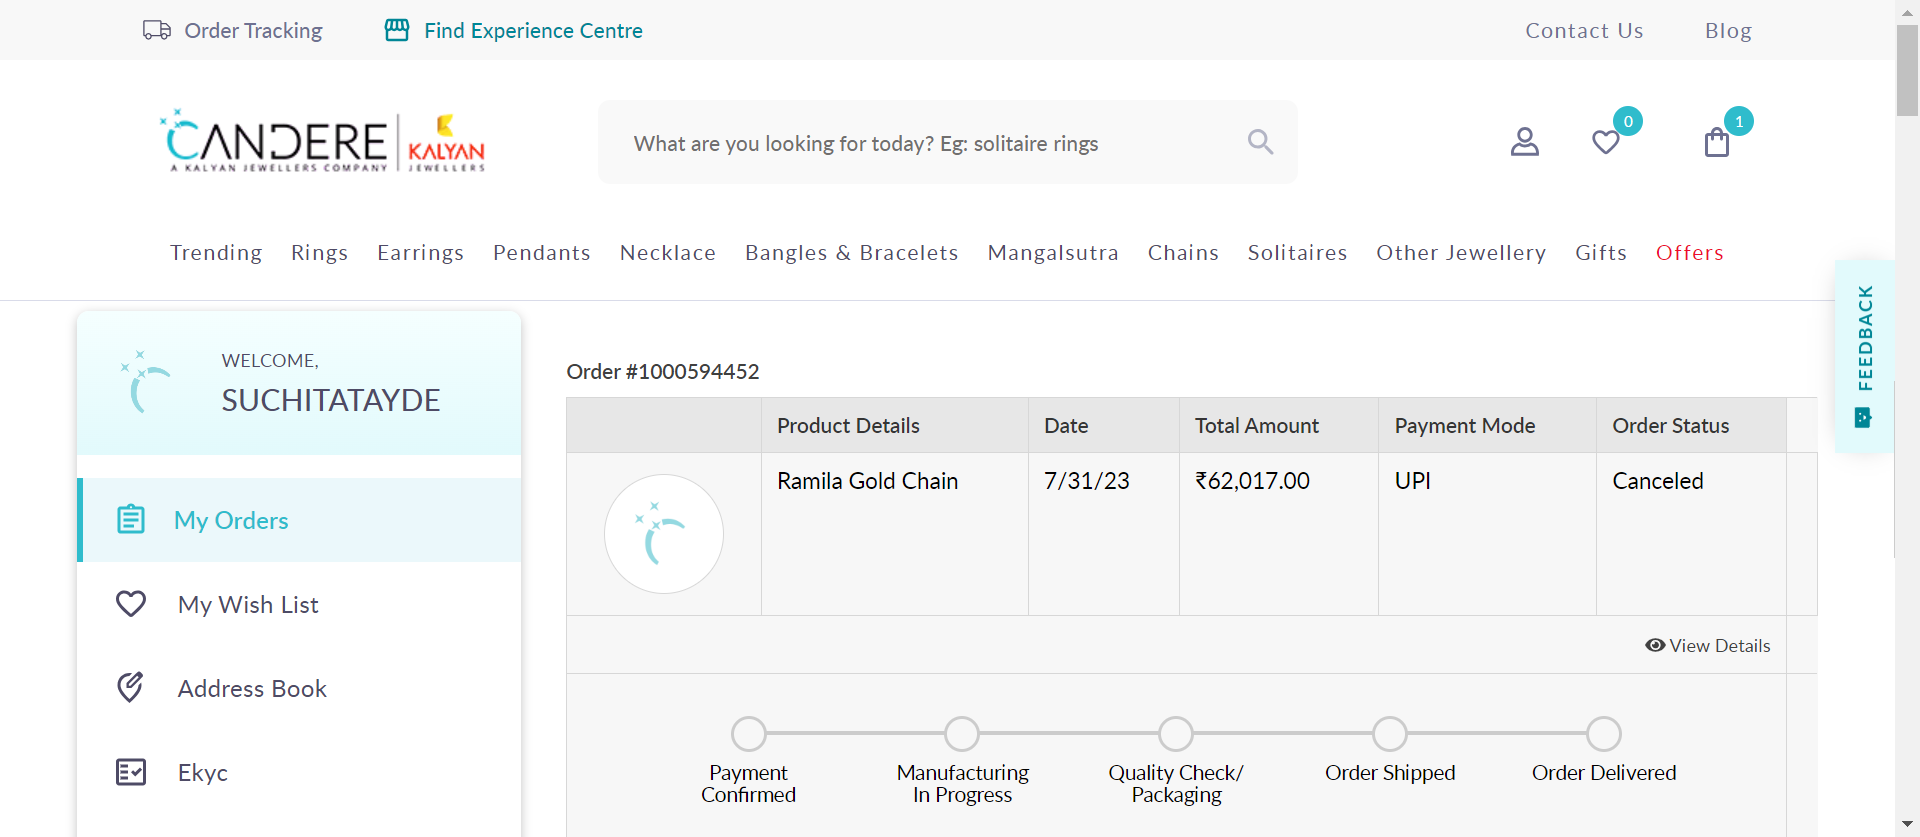 Order Tracking
Find Experience Centre
Contact Us
Blog
CANDERE
A KALYAN JEWELLERS COMPANY
KALYAN
JEWELLERS
What are you looking for today? Eg: solitaire rings
0
1
Trending Rings Earrings Pendants Necklace Bangles & Bracelets Mangalsutra Chains Solitaires Other Jewellery Gifts Offers
FEEDBACK
WELCOME,
SUCHITATAYDE
My Orders
My Wish List
Address Book
Ekyc
Order #1000594452
Product Details Date Total Amount Payment Mode Order Status
Ramila Gold Chain 7/31/23 ₹62,017.00 UPI Canceled
View Details
Payment
Confirmed
Manufacturing
In Progress
Quality Check/
Packaging
Order Shipped
Order Delivered